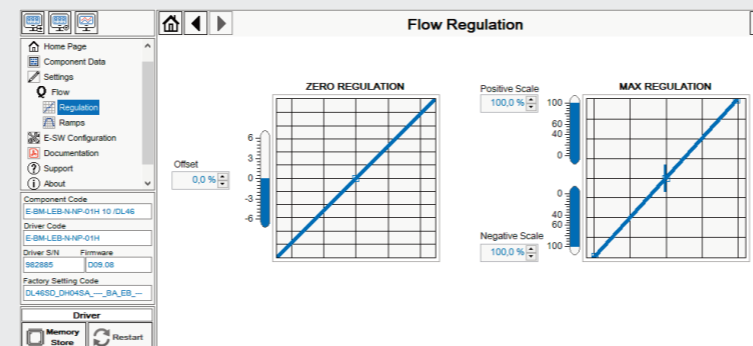 Flow Regulation
Home Page
Component Data
Settings
Q Flow
Regulation
Ramps
E-SW Configuration
Documentation
? Support
i About
Component Code
E-BM-LEB-N-NP-01H 10 /DL46
Driver Code
E-BM-LEB-N-NP-01H
Driver S/N Firmware
982885 D09.08
Factory Setting Code
DL46SD_DH04SA_---_BA_EB_---
Driver
Memory Store
Restart
ZERO REGULATION
Offset
0,0 %
6
3
0
-3
-6
Positive Scale
100,0 %
MAX REGULATION
100
60
40
0
0
40
60
100
Negative Scale
100,0 %